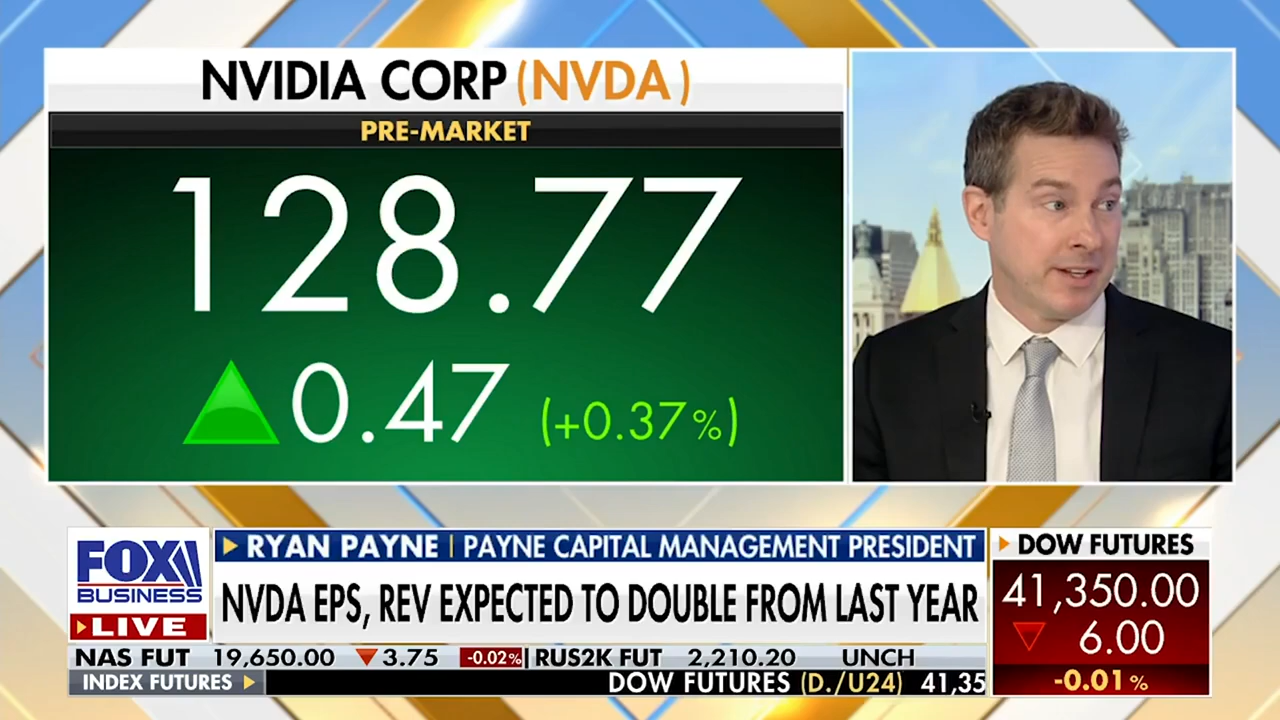 NVIDIA CORP (NVDA)
PRE-MARKET
128.77
▲ 0.47 (+0.37%)
FOX BUSINESS
LIVE
RYAN PAYNE | PAYNE CAPITAL MANAGEMENT PRESIDENT
NVDA EPS, REV EXPECTED TO DOUBLE FROM LAST YEAR
DOW FUTURES
41,350.00
▼ 6.00
-0.01%
NAS FUT 19,650.00 ▼3.75 -0.02% RUS2K FUT 2,210.20 UNCH
INDEX FUTURES DOW FUTURES (D./U24) 41,35